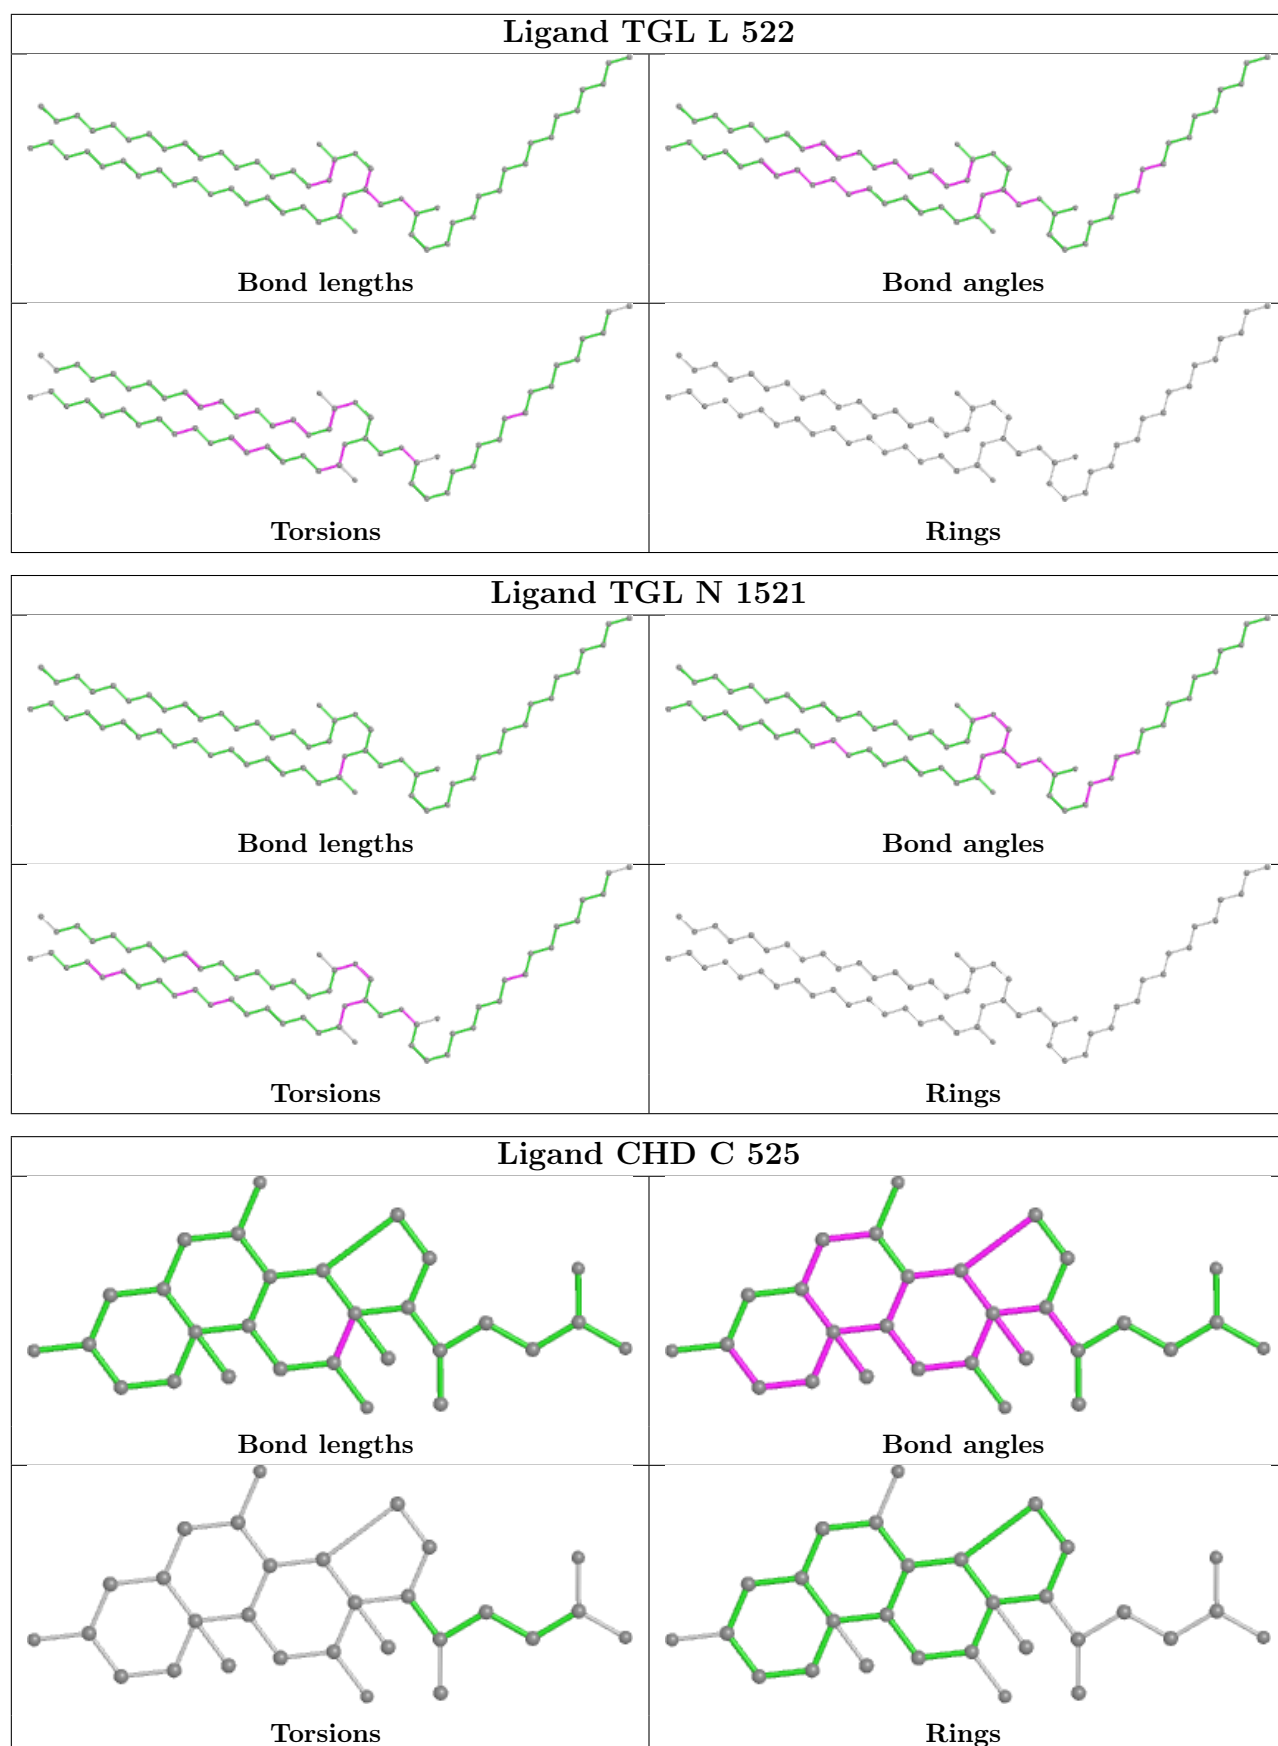 Ligand TGL L 522
Bond lengths
Bond angles
Torsions
Rings
Ligand TGL N 1521
Bond lengths
Bond angles
Torsions
Rings
Ligand CHD C 525
Bond lengths
Bond angles
Torsions
Rings